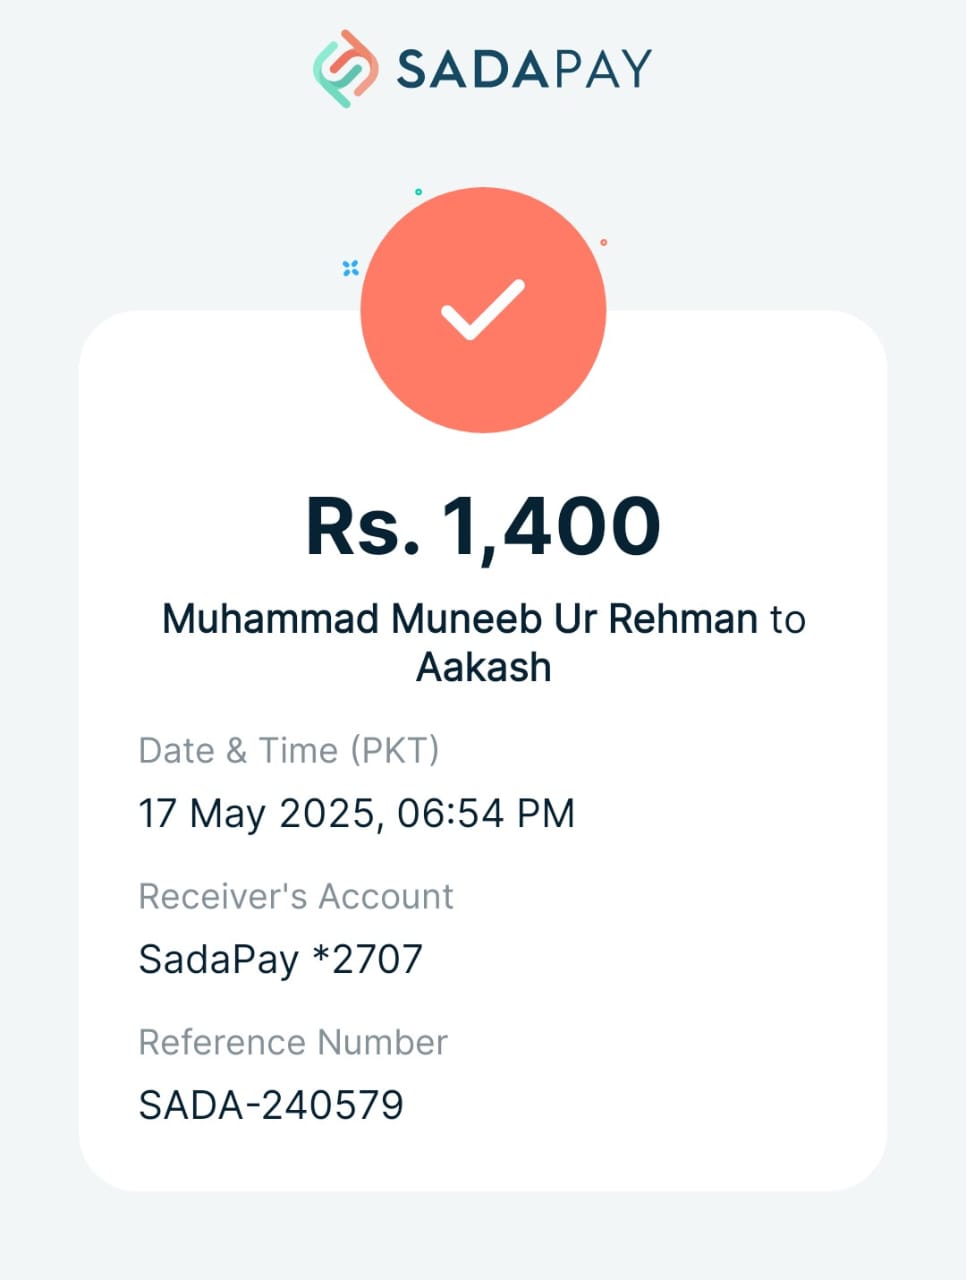 SADAPAY
Rs. 1,400
Muhammad Muneeb Ur Rehman to
Aakash
Date & Time (PKT)
17 May 2025, 06:54 PM
Receiver's Account
SadaPay *2707
Reference Number
SADA-240579